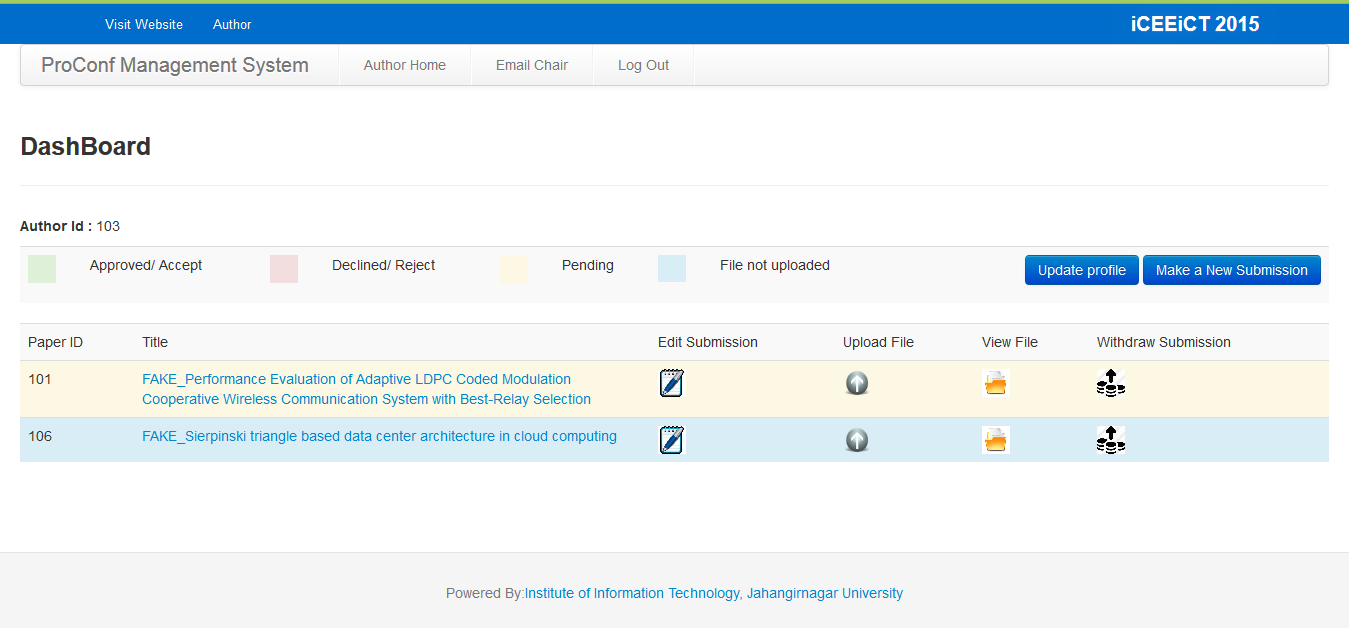 Visit Website Author iCEEiCT 2015
ProConf Management System Author Home Email Chair Log Out
DashBoard
Author Id : 103
Approved/ Accept Declined/ Reject Pending File not uploaded Update profile Make a New Submission
Paper ID Title Edit Submission Upload File View File Withdraw Submission
101 FAKE_Performance Evaluation of Adaptive LDPC Coded Modulation
Cooperative Wireless Communication System with Best-Relay Selection
106 FAKE_Sierpinski triangle based data center architecture in cloud computing
Powered By:Institute of Information Technology, Jahangirnagar University